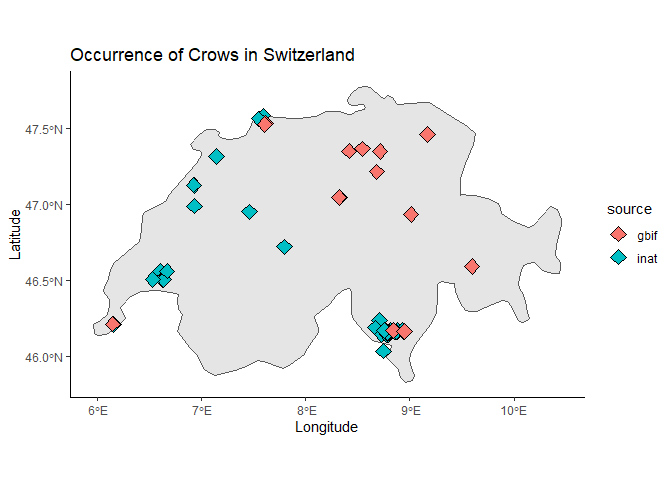 Occurrence of Crows in Switzerland
47.5°N
47.0°N
46.5°N
46.0°N
Latitude
6°E
7°E
8°E
9°E
10°E
Longitude
source
gbif
inat